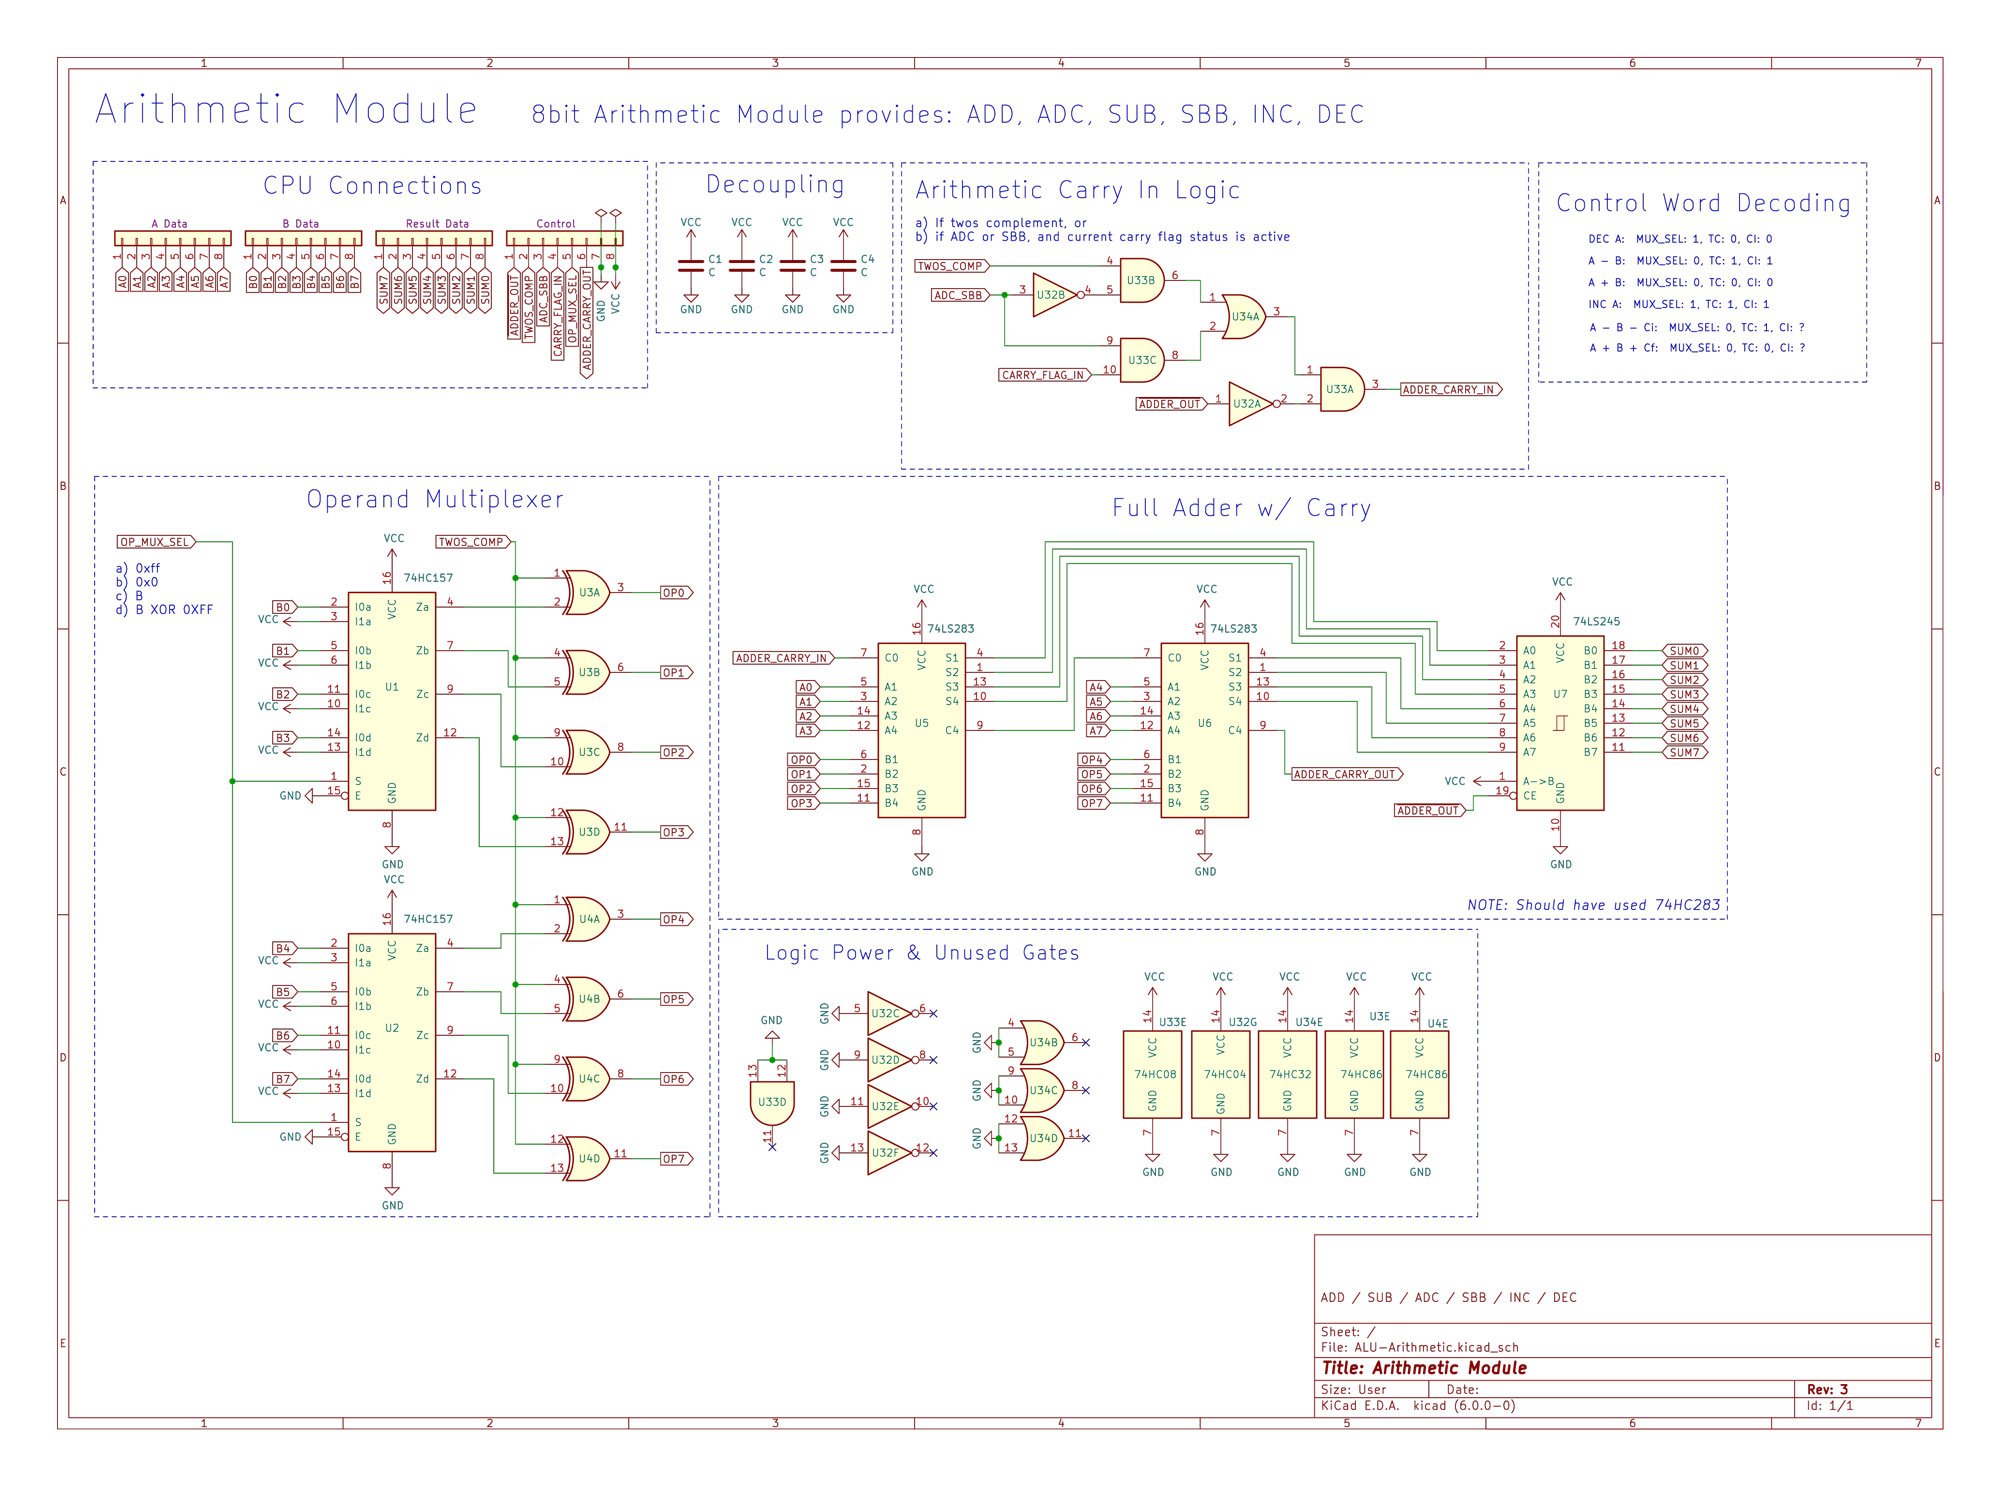 1 2 3 4 5 6 7
Arithmetic Module
8bit Arithmetic Module provides: ADD, ADC, SUB, SBB, INC, DEC
A
A
CPU Connections
A Data
B Data
Result Data
Control
1 2 3 4 5 6 7 8
1 2 3 4 5 6 7 8
1 2 3 4 5 6 7 8
1 2 3 4 5 6 7 8
A0 A1 A2 A3 A4 A5 A6 A7
B0 B1 B2 B3 B4 B5 B6 B7
SUM7 SUM6 SUM5 SUM4 SUM3 SUM2 SUM1 SUM0
ADDER_OUT
TWOS_COMP
ADC_SBB
CARRY_FLAG_IN
OP_MUX_SEL
ADDER_CARRY_OUT
GND
VCC
Decoupling
VCC VCC VCC VCC
C1 C2 C3 C4
C C C C
GND GND GND GND
Arithmetic Carry In Logic
a) If twos complement, or
b) if ADC or SBB, and current carry flag status is active
TWOS_COMP 4
U33B 6
ADC_SBB 3 U32B 4 5
1
U34A 3
2
9
U33C 8
CARRY_FLAG_IN 10
1
U33A 3 ADDER_CARRY_IN
ADDER_OUT 1 U32A 2 2
Control Word Decoding
DEC A: MUX_SEL: 1, TC: 0, CI: 0
A - B: MUX_SEL: 0, TC: 1, CI: 1
A + B: MUX_SEL: 0, TC: 0, CI: 0
INC A: MUX_SEL: 1, TC: 1, CI: 1
A - B - Ci: MUX_SEL: 0, TC: 1, CI: ?
A + B + Cf: MUX_SEL: 0, TC: 0, CI: ?
B
B
Operand Multiplexer
OP_MUX_SEL
a) 0xff
b) 0x0
c) B
d) B XOR 0XFF
VCC
16
74HC157
VCC
B0 2 I0a Za 4
VCC 3 I1a
B1 5 I0b Zb 7
VCC 6 I1b
U1
B2 11 I0c Zc 9
VCC 10 I1c
B3 14 I0d Zd 12
VCC 13 I1d
1 S
GND 15 E
GND
8
GND
VCC
16
74HC157
VCC
B4 2 I0a Za 4
VCC 3 I1a
B5 5 I0b Zb 7
VCC 6 I1b
U2
B6 11 I0c Zc 9
VCC 10 I1c
B7 14 I0d Zd 12
VCC 13 I1d
1 S
GND 15 E
GND
8
GND
TWOS_COMP
1 2 U3A 3 OP0
4 5 U3B 6 OP1
9 10 U3C 8 OP2
12 13 U3D 11 OP3
1 2 U4A 3 OP4
4 5 U4B 6 OP5
9 10 U4C 8 OP6
12 13 U4D 11 OP7
Full Adder w/ Carry
VCC
16
74LS283
VCC
ADDER_CARRY_IN 7 C0 S1 4
S2 1
A0 5 A1 S3 13
A1 3 A2 S4 10
A2 14 A3
U5
A3 12 A4 C4 9
OP0 6 B1
OP1 2 B2
OP2 15 B3
OP3 11 B4
GND
8
GND
VCC
16
74LS283
VCC
7 C0 S1 4
S2 1
A4 5 A1 S3 13
A5 3 A2 S4 10
A6 14 A3
U6
A7 12 A4 C4 9
OP4 6 B1
OP5 2 B2
OP6 15 B3
OP7 11 B4
GND
8
GND
ADDER_CARRY_OUT
VCC
20
74LS245
VCC
2 A0 B0 18 SUM0
3 A1 B1 17 SUM1
4 A2 B2 16 SUM2
5 A3 U7 B3 15 SUM3
6 A4 B4 14 SUM4
7 A5 B5 13 SUM5
8 A6 B6 12 SUM6
9 A7 B7 11 SUM7
VCC 1 A->B
19 CE
ADDER_OUT
GND
10
GND
C
C
NOTE: Should have used 74HC283
Logic Power & Unused Gates
GND
13 12
U33D
11
GND 5 U32C 6
GND 9 U32D 8
GND 11 U32E 10
GND 13 U32F 12
GND 4 5 U34B 6
GND 9 10 U34C 8
GND 12 13 U34D 11
VCC VCC VCC VCC VCC
14 14 14 14 14
U33E U32G U34E U3E U4E
VCC VCC VCC VCC VCC
74HC08 74HC04 74HC32 74HC86 74HC86
GND GND GND GND GND
7 7 7 7 7
GND GND GND GND GND
D
D
E
E
ADD / SUB / ADC / SBB / INC / DEC
Sheet: /
File: ALU-Arithmetic.kicad_sch
Title: Arithmetic Module
Size: User Date: Rev: 3
KiCad E.D.A. kicad (6.0.0-0) Id: 1/1
1 2 3 4 5 6 7